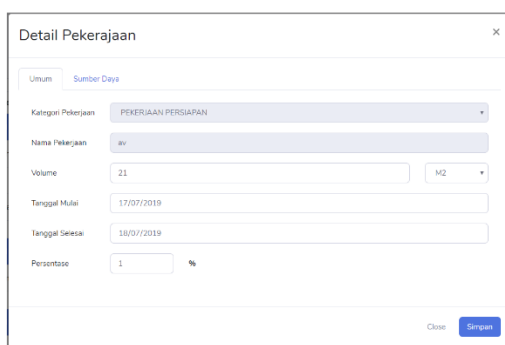 Detail Pekerajaan ×
Umum Sumber Daya
Kategori Pekerjaan PEKERJAAN PERSIAPAN
Nama Pekerjaan av
Volume 21 M2
Tanggal Mulai 17/07/2019
Tanggal Selesai 18/07/2019
Persentase 1 %
Close Simpan